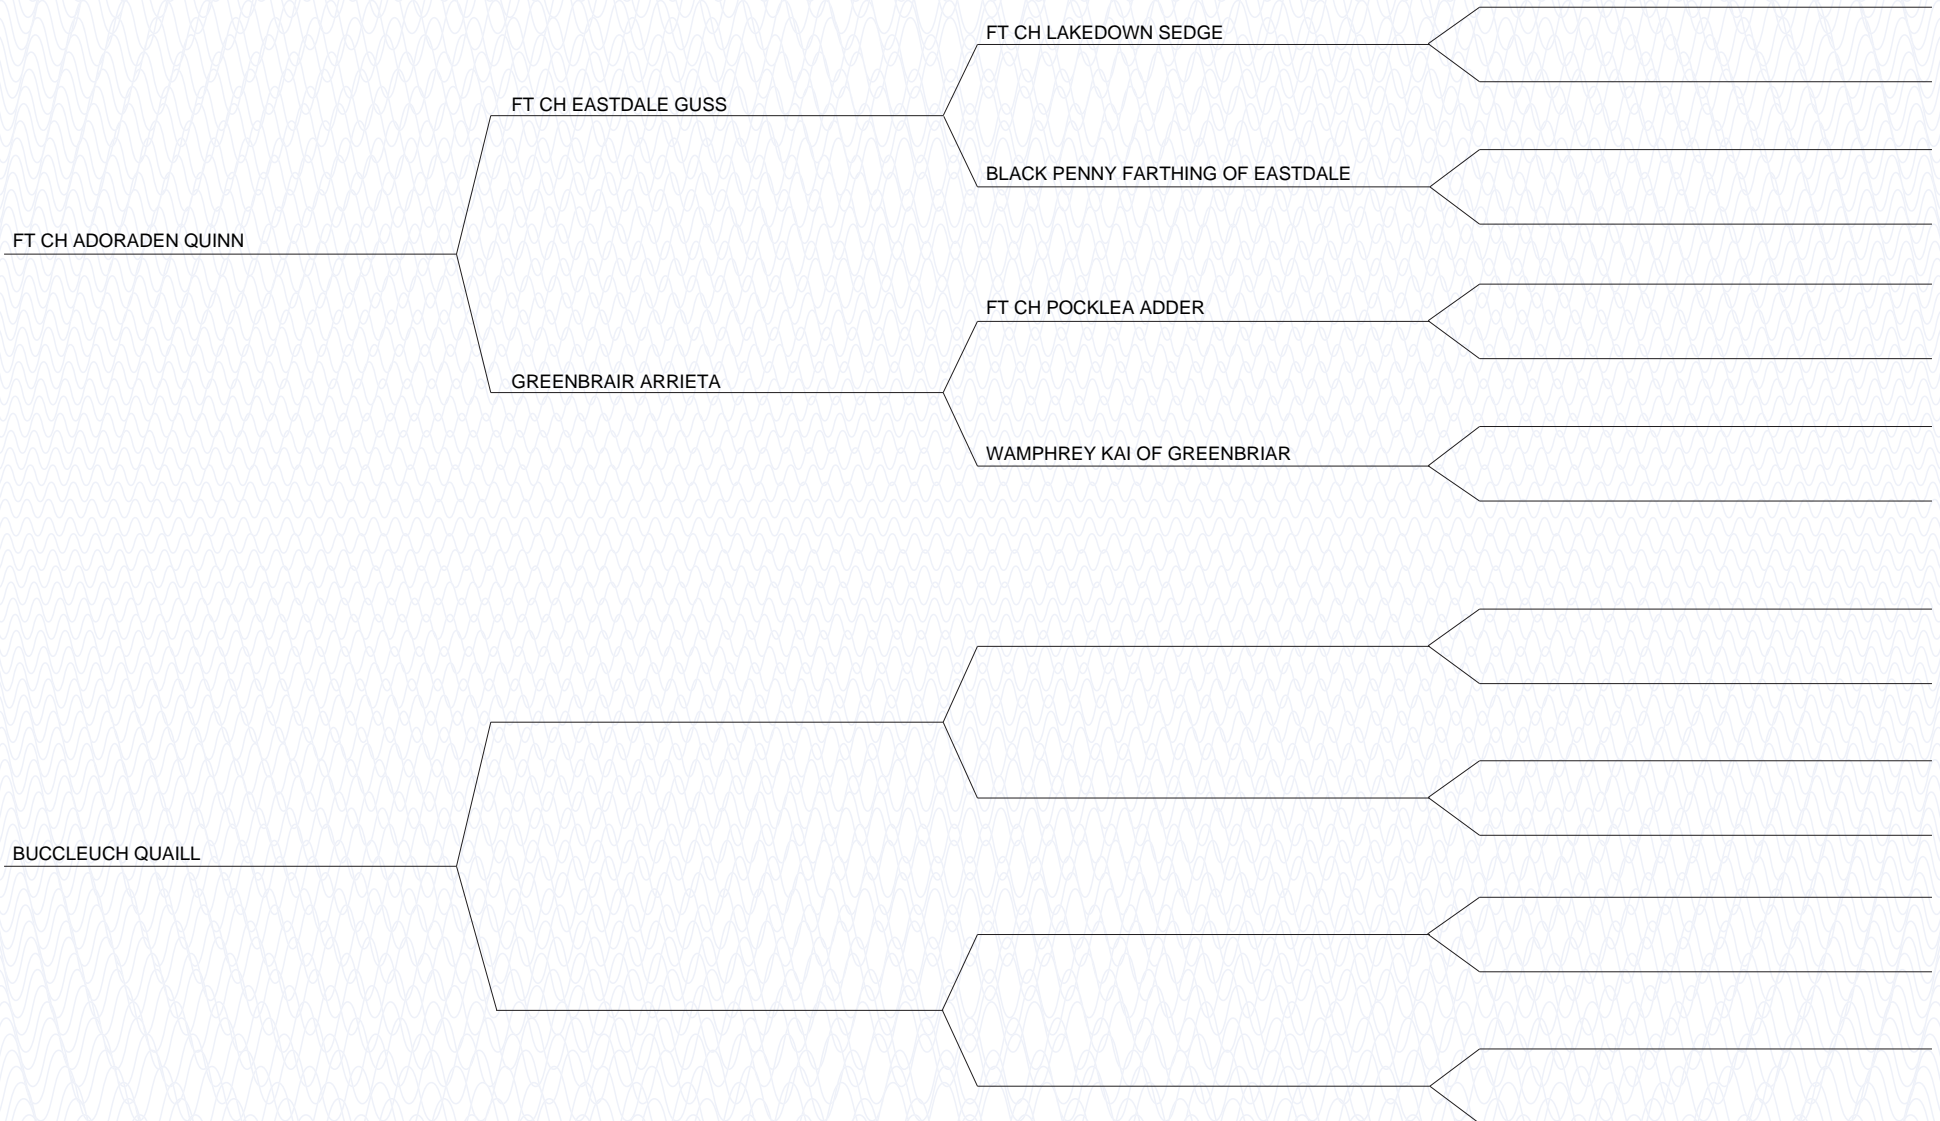 FT CH LAKEDOWN SEDGE
FT CH EASTDALE GUSS
BLACK PENNY FARTHING OF EASTDALE
FT CH ADORADEN QUINN
FT CH POCKLEA ADDER
GREENBRAIR ARRIETA
WAMPHREY KAI OF GREENBRIAR
BUCCLEUCH QUAILL